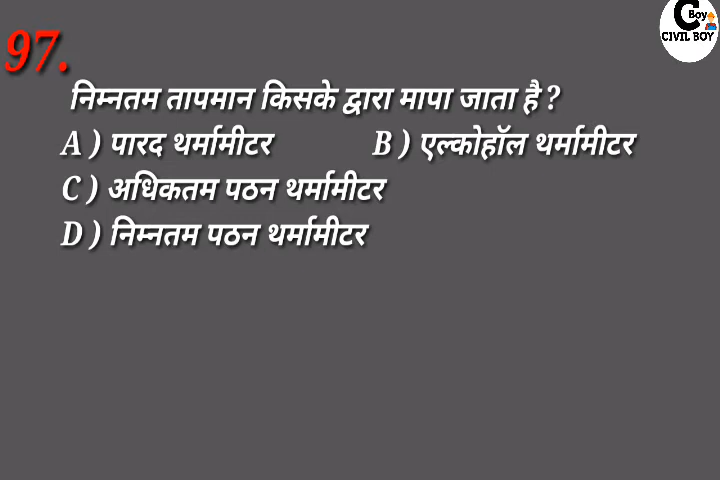 C Boy
CIVIL BOY
97.
निम्नतम तापमान किसके द्वारा मापा जाता है ?
A ) पारद थर्मामीटर B ) एल्कोहॉल थर्मामीटर
C ) अधिकतम पठन थर्मामीटर
D ) निम्नतम पठन थर्मामीटर